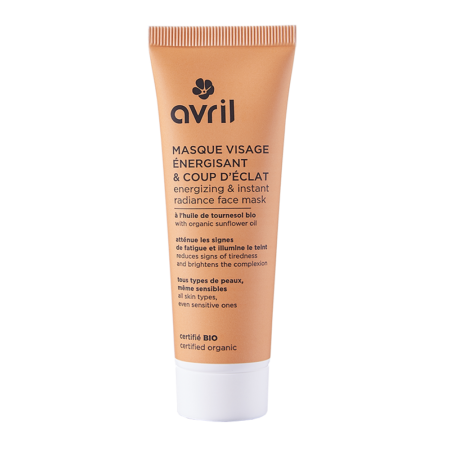 avril
MASQUE VISAGE
ÉNERGISANT
& COUP D'ÉCLAT
energizing & instant
radiance face mask
à l'huile de tournesol bio
with organic sunflower oil
atténue les signes
de fatigue et illumine le teint
reduces signs of tiredness
and brightens the complexion
tous types de peaux,
même sensibles
all skin types,
even sensitive ones
certifié BIO
certified organic